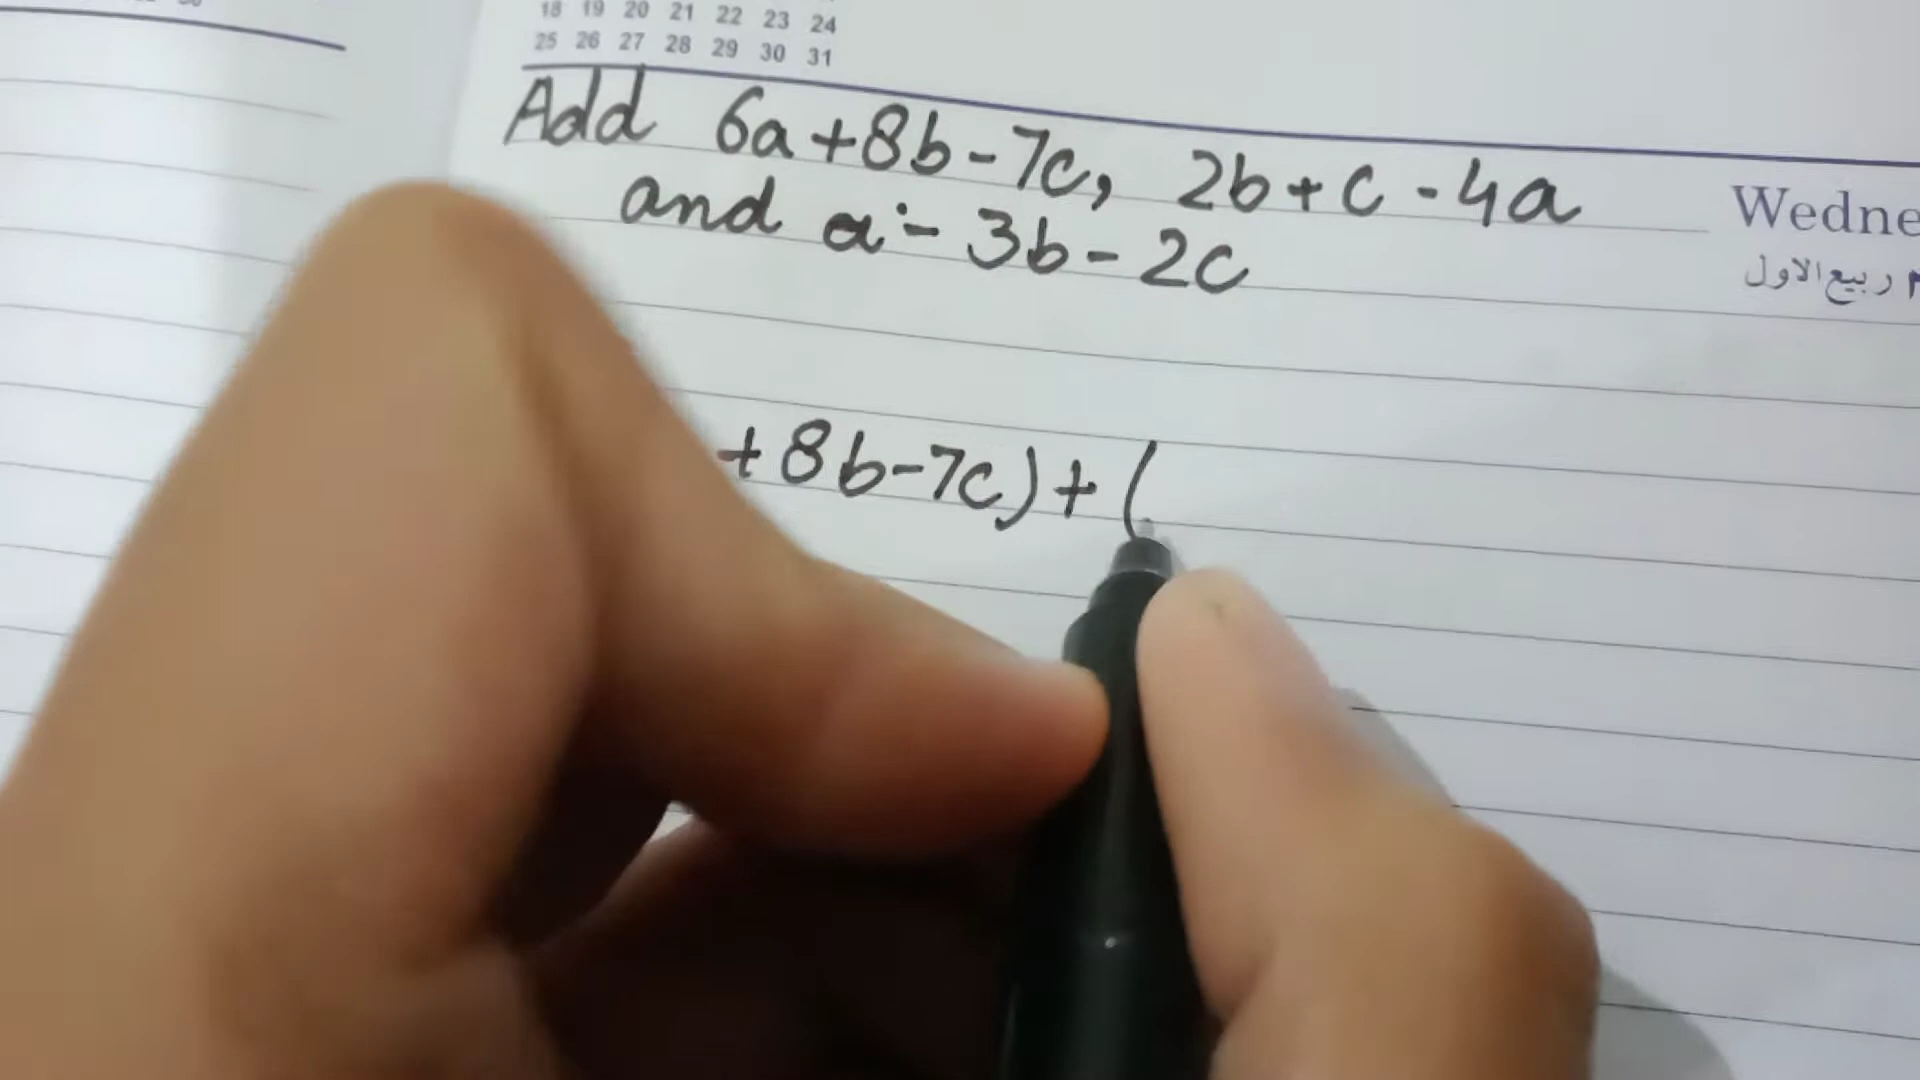 18 19 20 21 22 23 24
25 26 27 28 29 30 31
Add 6a+8b-7c, 2b+c-4a
and a-3b-2c
Wedne
ربيع الاول
+8b-7c)+(